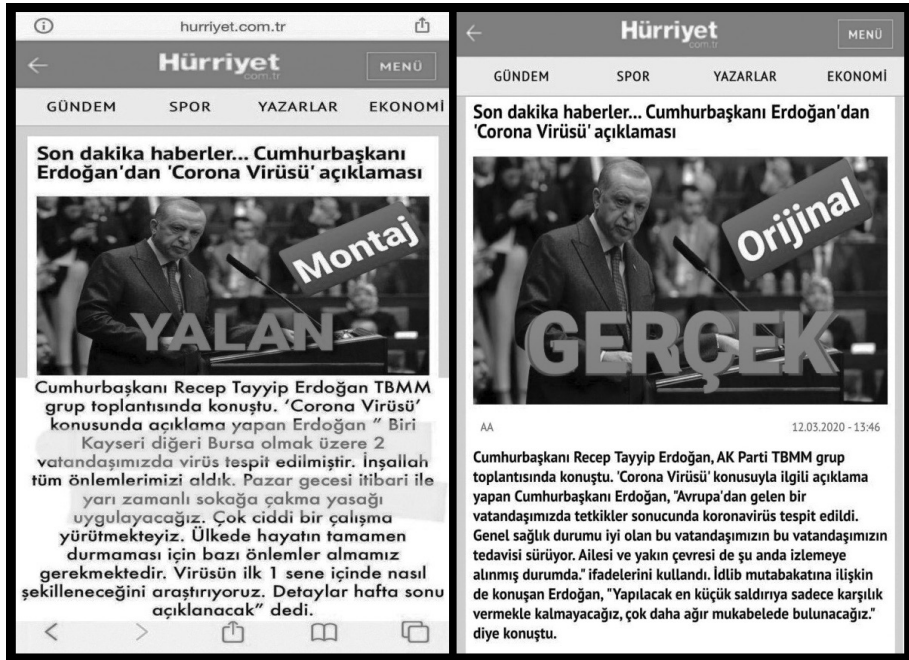 hurriyet.com.tr
Hürriyet
com.tr
MENÜ
GÜNDEM SPOR YAZARLAR EKONOMİ
Son dakika haberler... Cumhurbaşkanı
Erdoğan'dan 'Corona Virüsü' açıklaması
Montaj
YALAN
Cumhurbaşkanı Recep Tayyip Erdoğan TBMM
grup toplantısında konuştu. ‘Corona Virüsü’
konusunda açıklama yapan Erdoğan “ Biri
Kayseri diğeri Bursa olmak üzere 2
vatandaşımızda virüs tespit edilmiştir. İnşallah
tüm önlemlerimizi aldık. Pazar gecesi itibari ile
yarı zamanlı sokağa çakma yasağı
uygulayacağız. Çok ciddi bir çalışma
yürütmekteyiz. Ülkede hayatın tamamen
durmaması için bazı önlemler almamız
gerekmektedir. Virüsün ilk 1 sene içinde nasıl
şekilleneceğini araştırıyoruz. Detaylar hafta sonu
açıklanacak” dedi.
Hürriyet
com.tr
MENÜ
GÜNDEM SPOR YAZARLAR EKONOMİ
Son dakika haberler... Cumhurbaşkanı Erdoğan'dan
'Corona Virüsü' açıklaması
Orijinal
GERÇEK
AA 12.03.2020 - 13:46
Cumhurbaşkanı Recep Tayyip Erdoğan, AK Parti TBMM grup
toplantısında konuştu. 'Corona Virüsü' konusuyla ilgili açıklama
yapan Cumhurbaşkanı Erdoğan, "Avrupa'dan gelen bir
vatandaşımızda tetkikler sonucunda koronavirüs tespit edildi.
Genel sağlık durumu iyi olan bu vatandaşımızın bu vatandaşımızın
tedavisi sürüyor. Ailesi ve yakın çevresi de şu anda izlemeye
alınmış durumda." ifadelerini kullandı. İdlib mutabakatına ilişkin
de konuşan Erdoğan, "Yapılacak en küçük saldırıya sadece karşılık
vermekle kalmayacağız, çok daha ağır mukabelede bulunacağız."
diye konuştu.